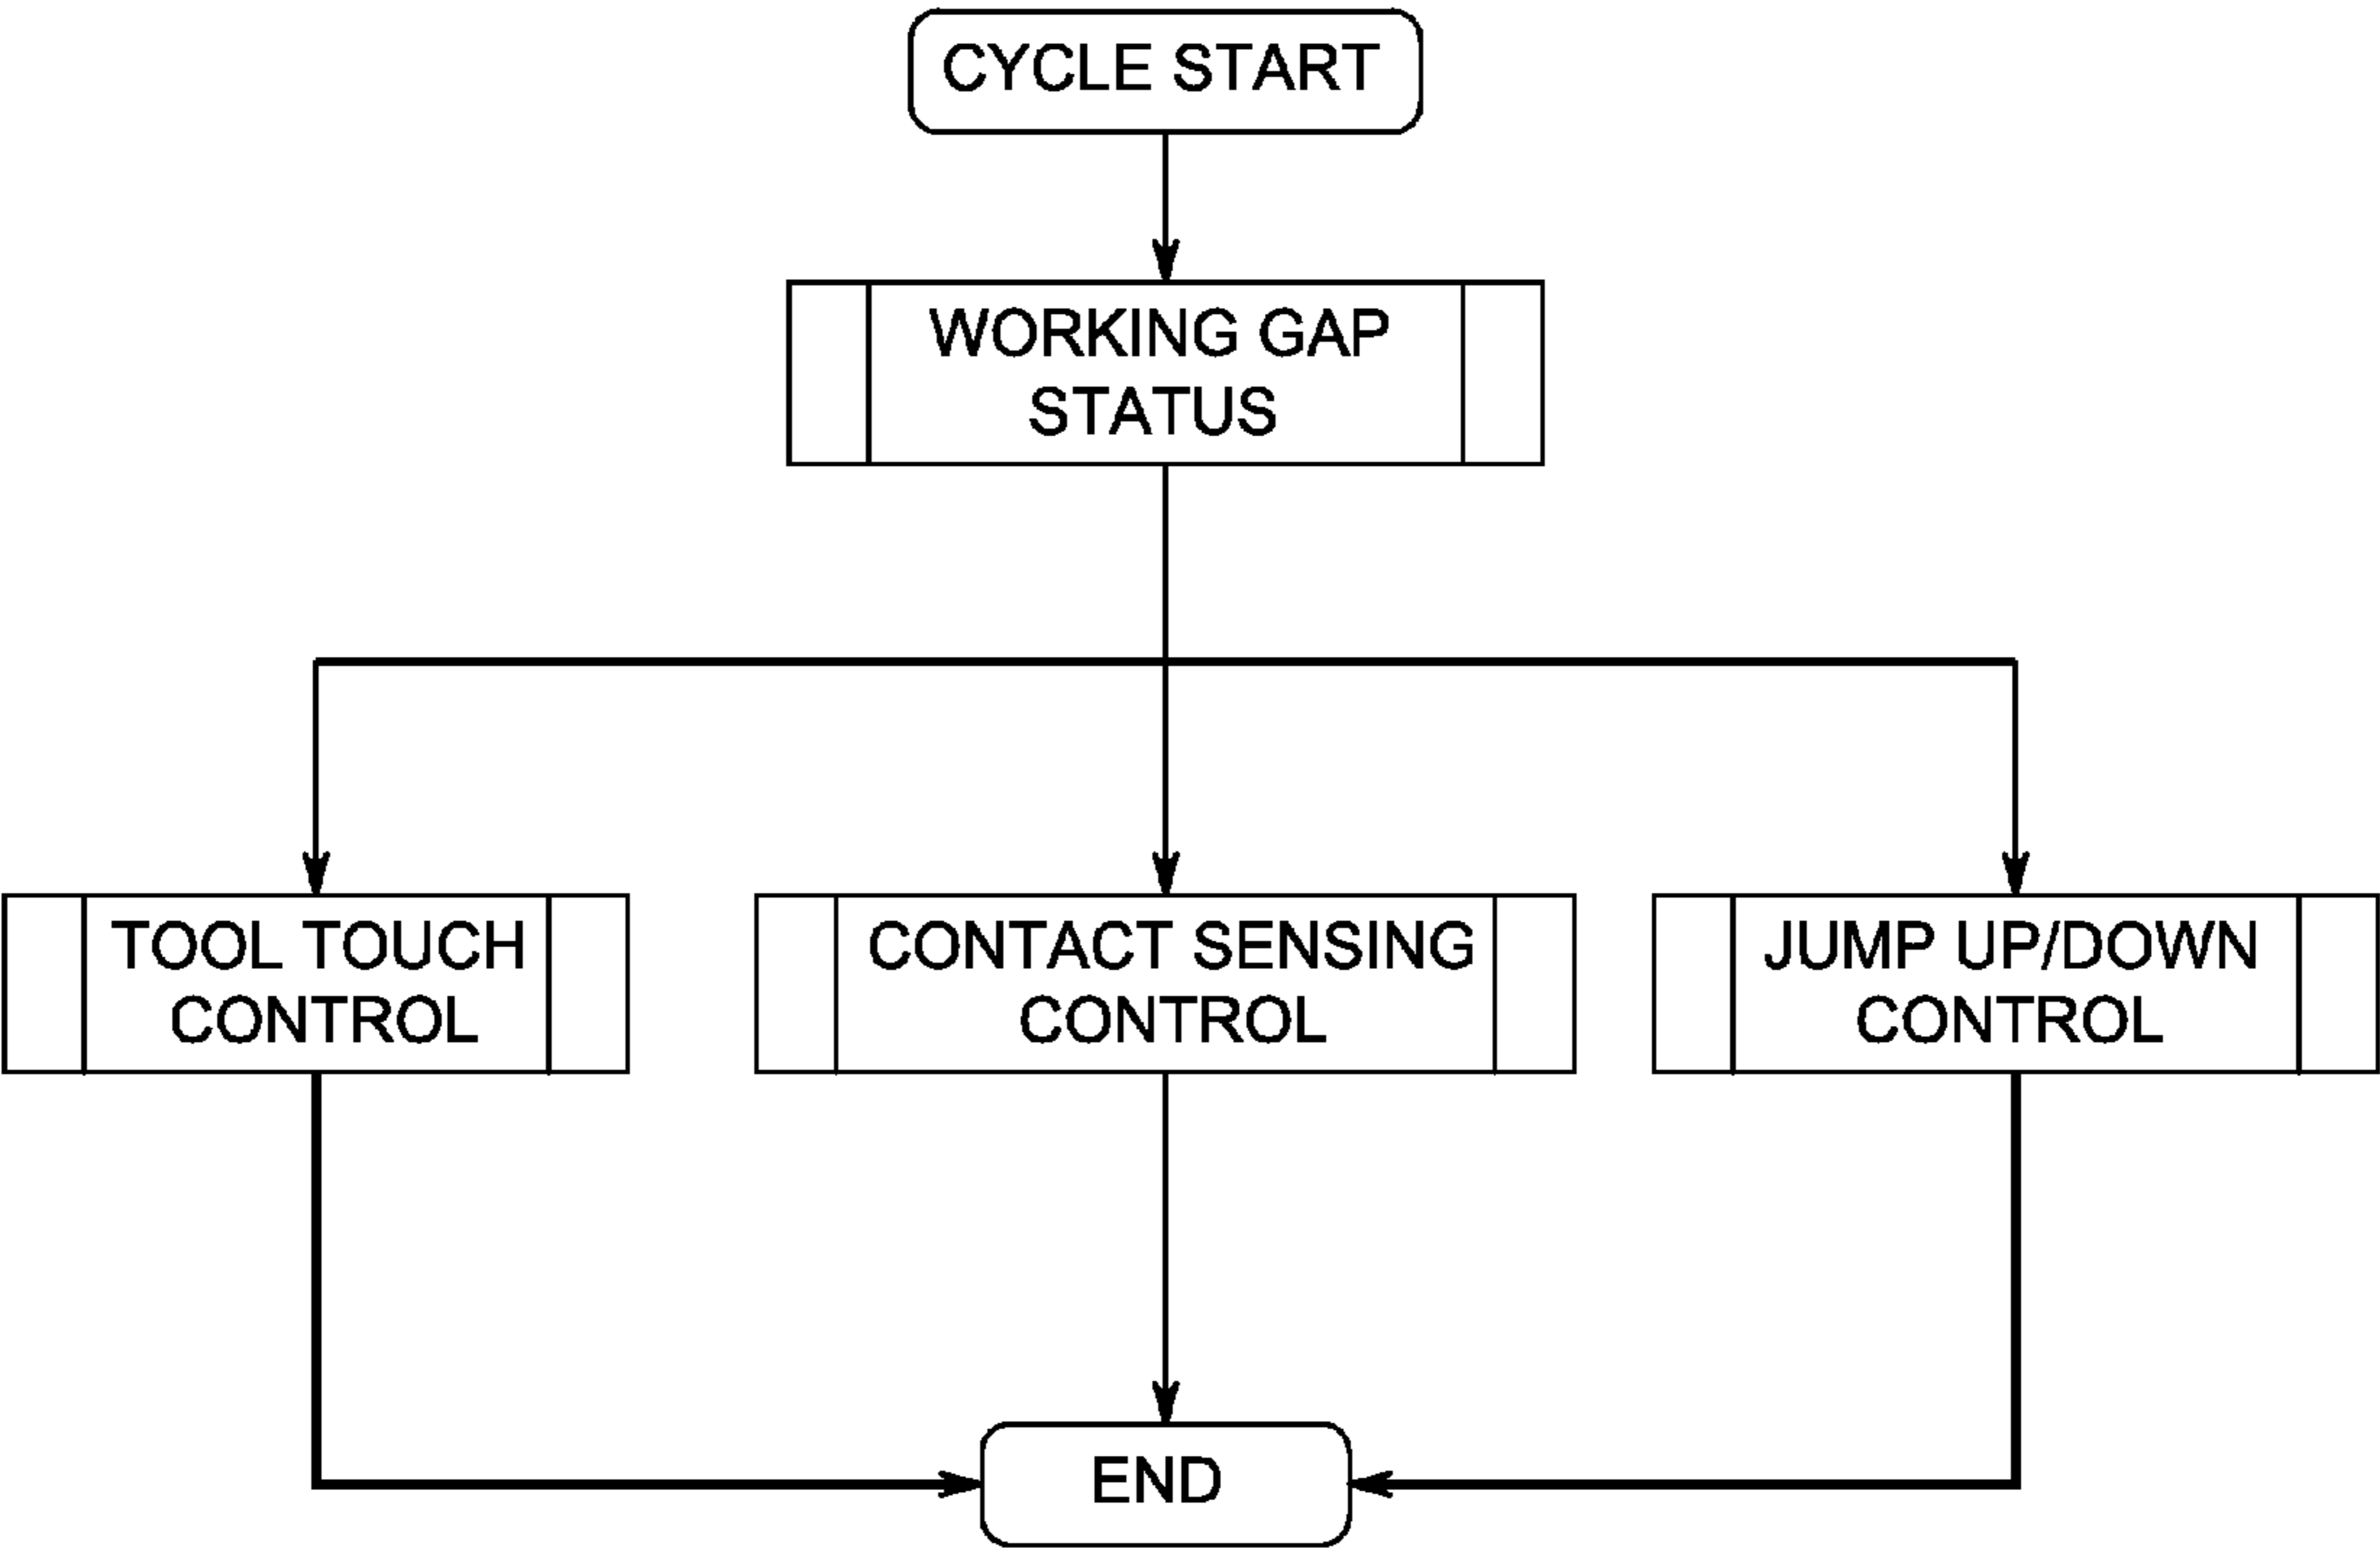 CYCLE START
WORKING GAP
STATUS
TOOL TOUCH
CONTROL
CONTACT SENSING
CONTROL
JUMP UP/DOWN
CONTROL
END